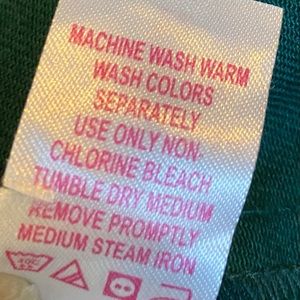 MACHINE WASH WARM
WASH COLORS
SEPARATELY
USE ONLY NON-
CHLORINE BLEACH
TUMBLE DRY MEDIUM
REMOVE PROMPTLY
MEDIUM STEAM IRON